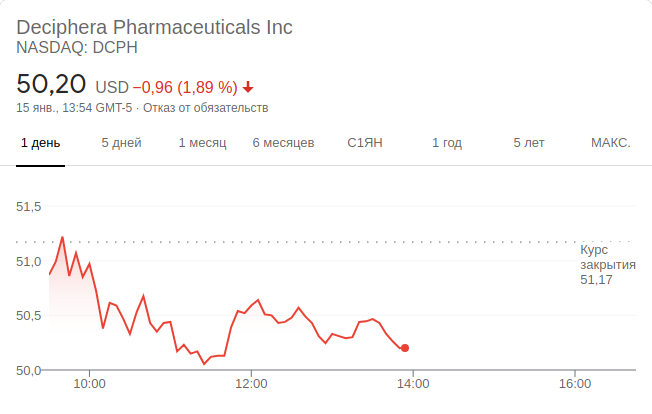 Deciphera Pharmaceuticals Inc
NASDAQ: DCPH
50,20 USD −0,96 (1,89 %)
15 янв., 13:54 GMT-5 · Отказ от обязательств
1 день 5 дней 1 месяц 6 месяцев С1ЯН 1 год 5 лет МАКС.
51,5
51,0
50,5
50,0
Курс
закрытия
51,17
10:00 12:00 14:00 16:00